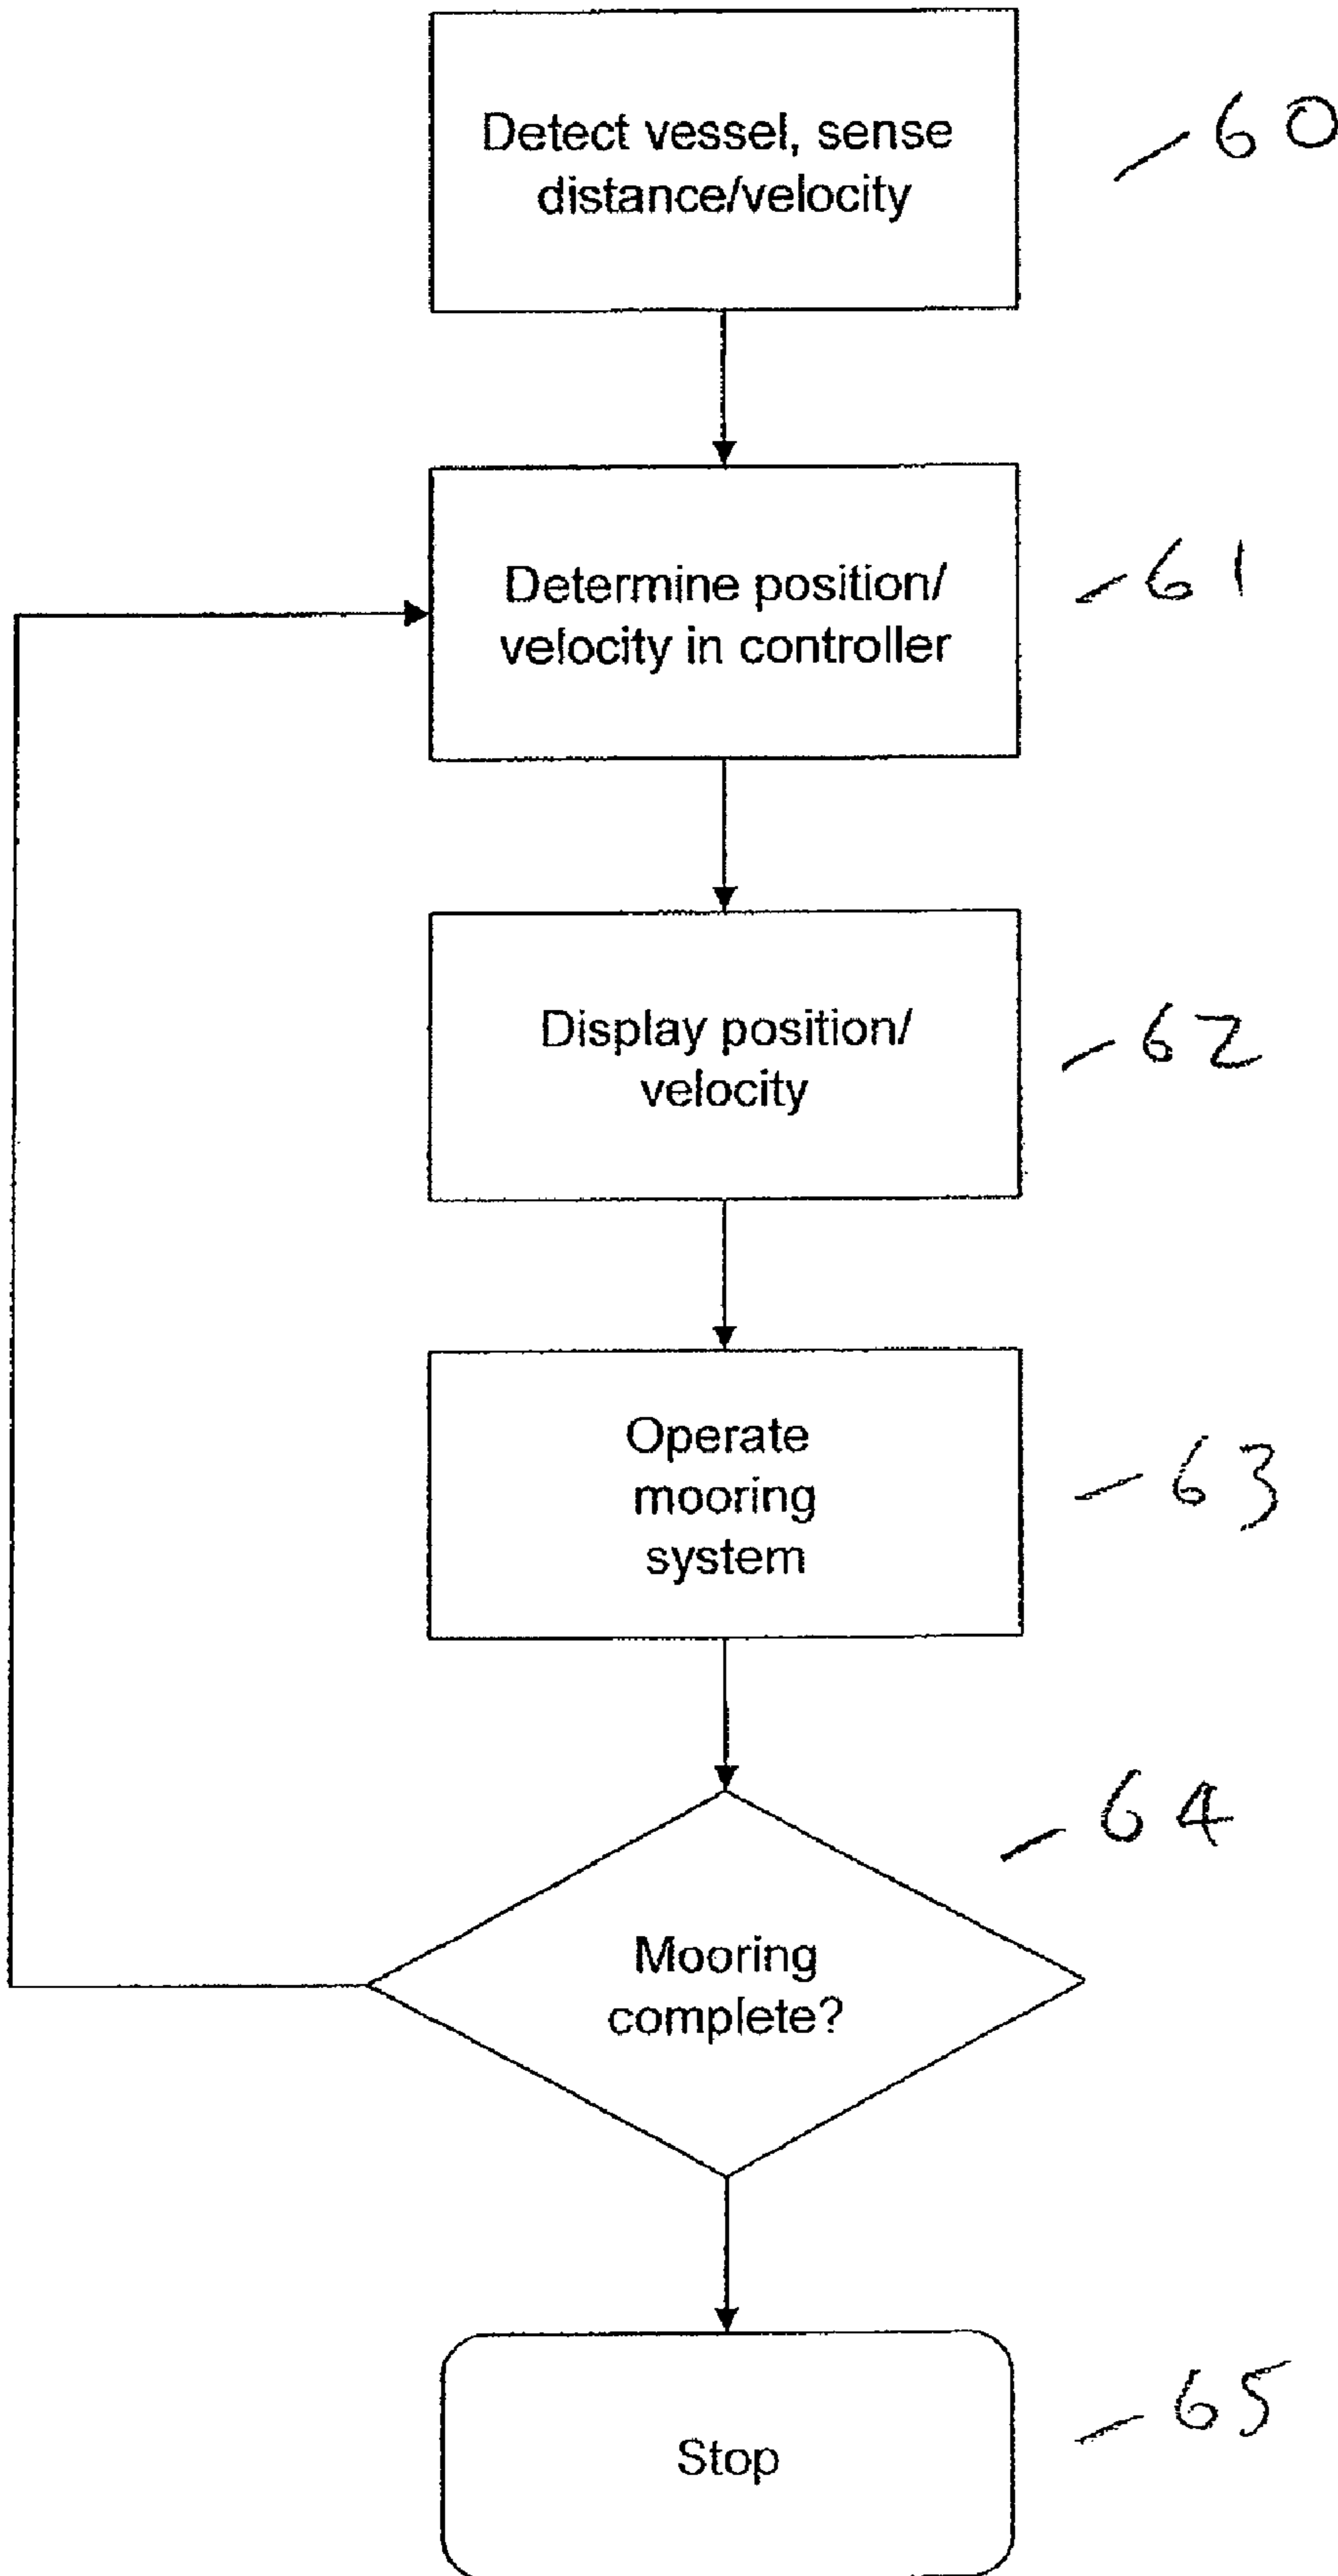 Detect vessel, sense
distance/velocity
60
Determine position/
velocity in controller
61
Display position/
velocity
62
Operate
mooring
system
63
64
Mooring
complete?
Stop
65